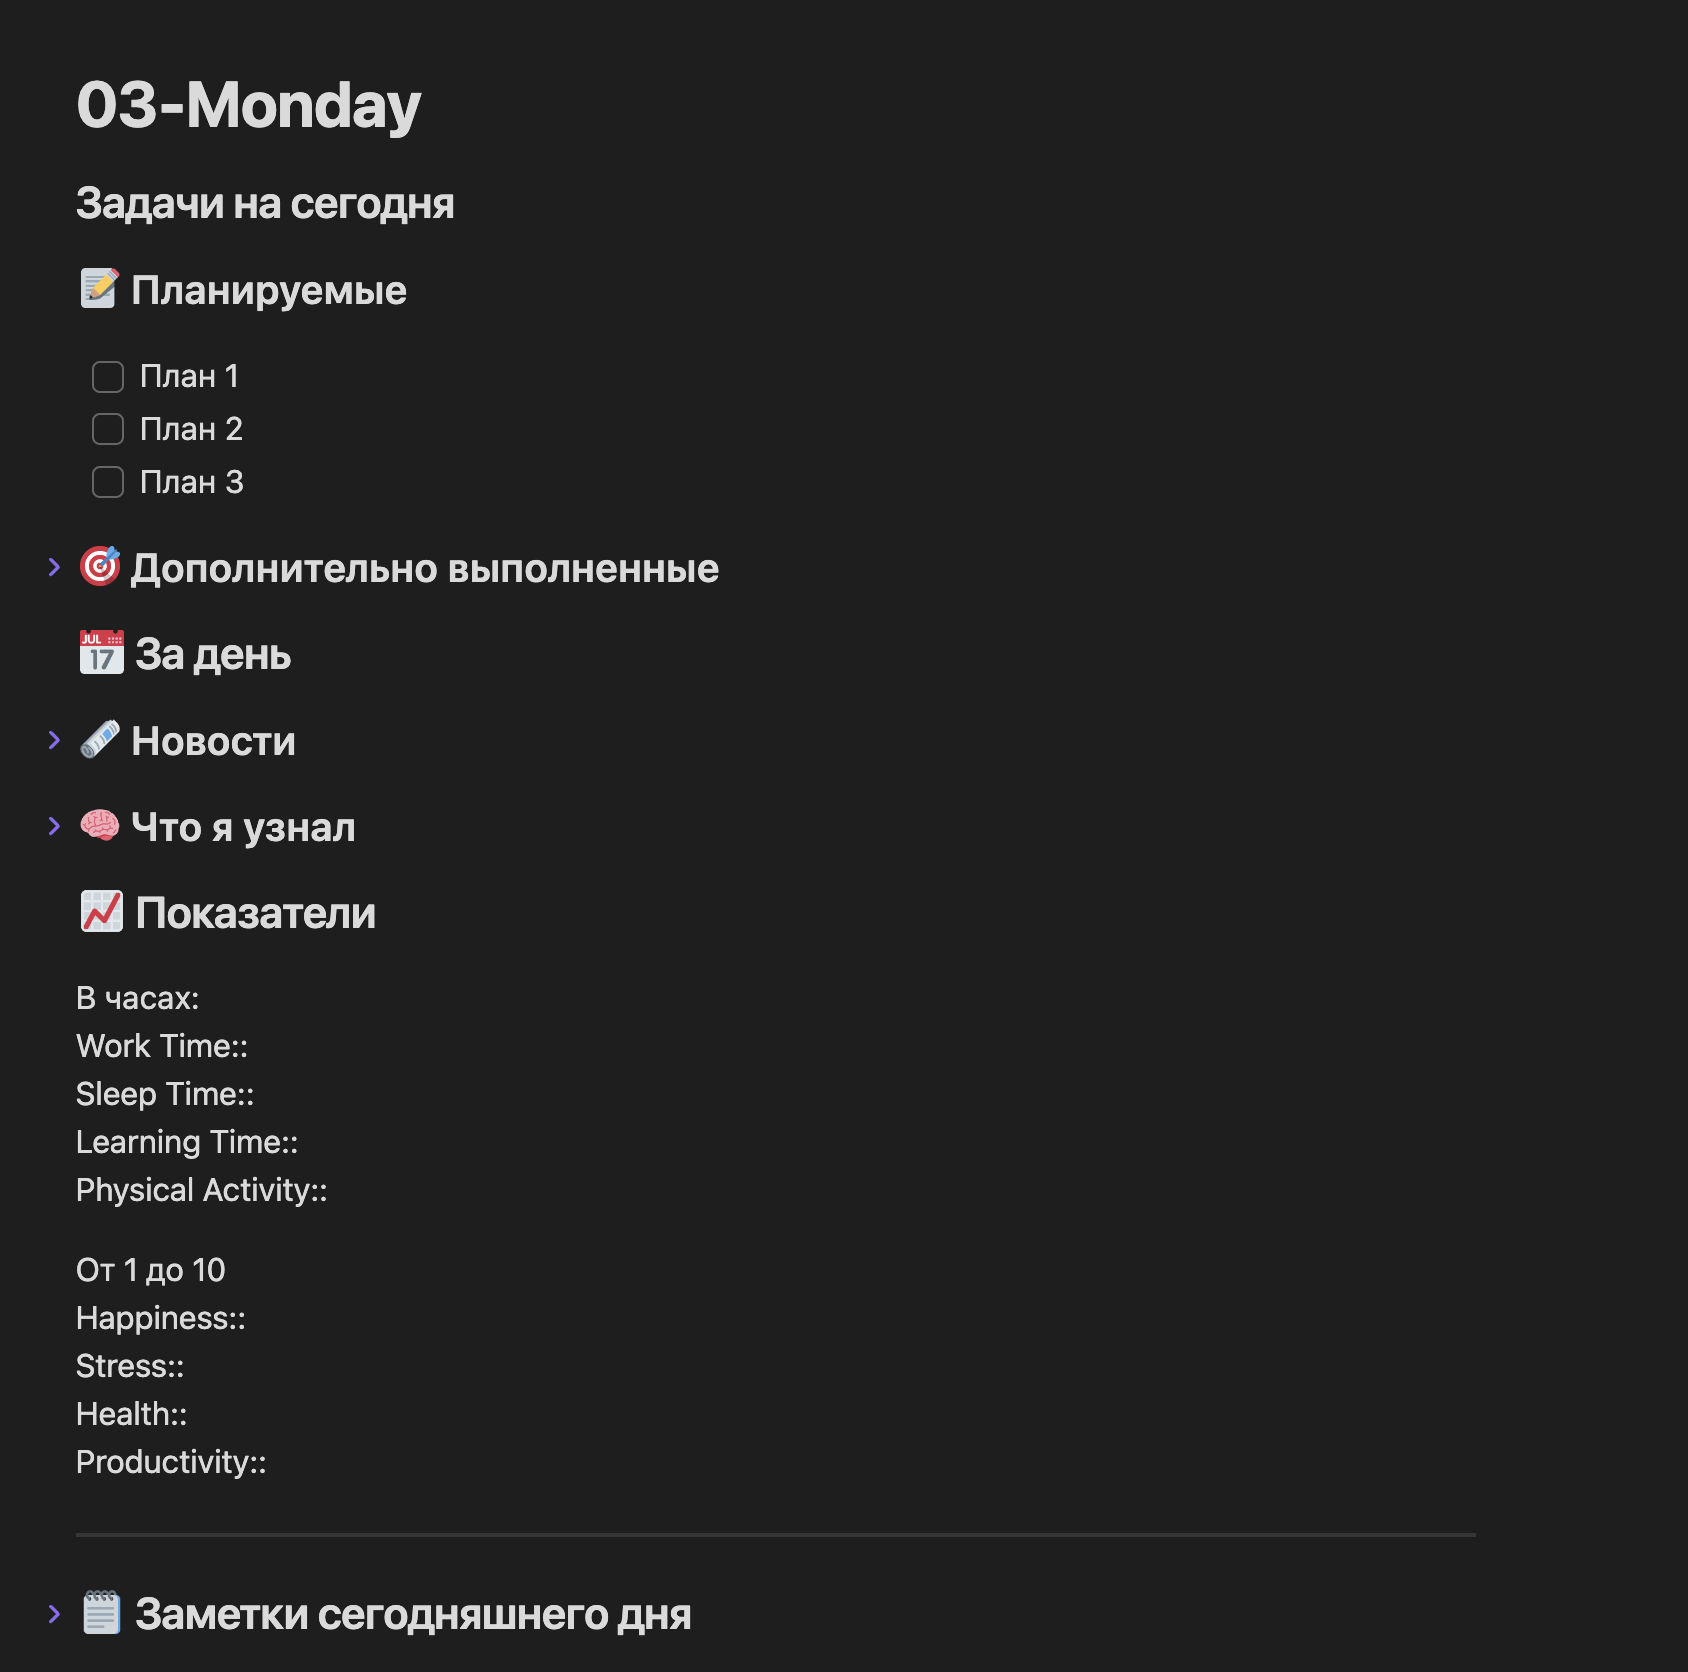 03-Monday
Задачи на сегодня
📝 Планируемые
План 1
План 2
План 3
🎯 Дополнительно выполненные
📅 За день
🗞️ Новости
🧠 Что я узнал
📈 Показатели
В часах:
Work Time::
Sleep Time::
Learning Time::
Physical Activity::
От 1 до 10
Happiness::
Stress::
Health::
Productivity::
🗒️ Заметки сегодняшнего дня